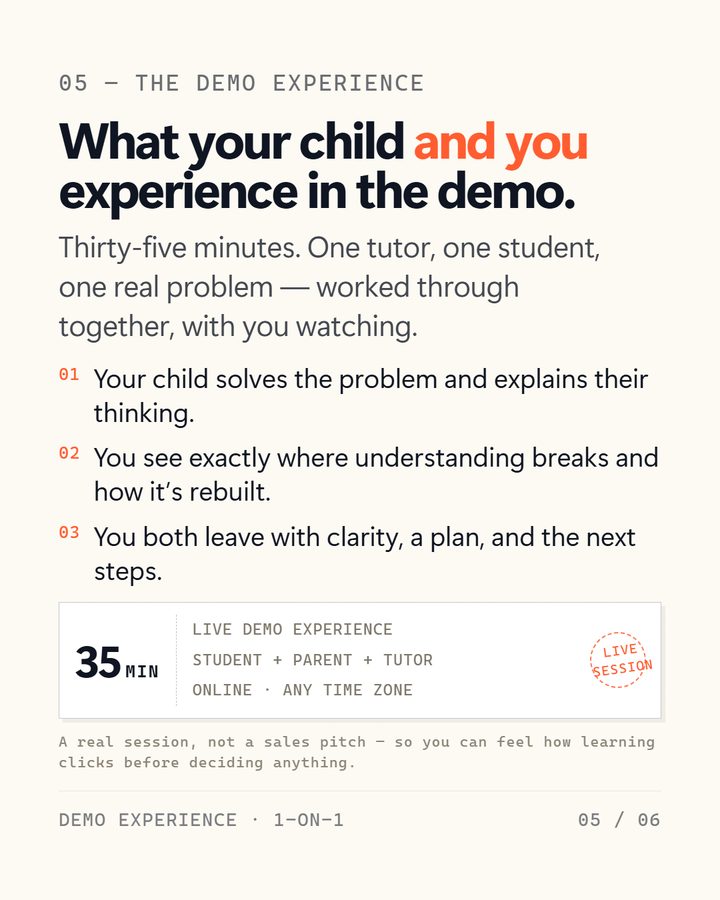 05 — THE DEMO EXPERIENCE
What your child and you
experience in the demo.
Thirty-five minutes. One tutor, one student,
one real problem — worked through
together, with you watching.
01 Your child solves the problem and explains their
thinking.
02 You see exactly where understanding breaks and
how it’s rebuilt.
03 You both leave with clarity, a plan, and the next
steps.
35 MIN
LIVE DEMO EXPERIENCE
STUDENT + PARENT + TUTOR
ONLINE · ANY TIME ZONE
LIVE
SESSION
A real session, not a sales pitch — so you can feel how learning
clicks before deciding anything.
DEMO EXPERIENCE · 1–ON–1
05 / 06